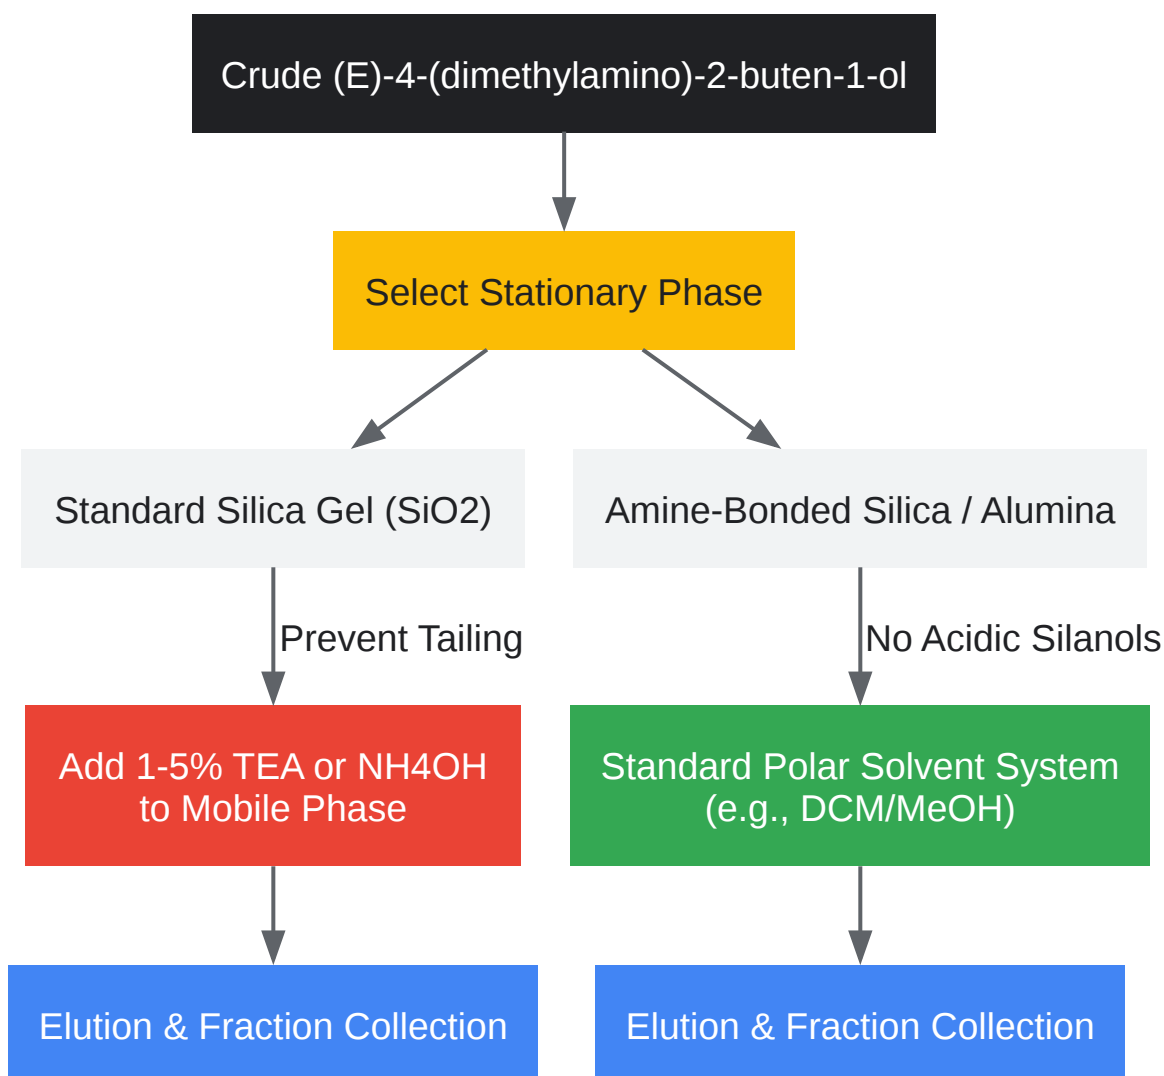 Crude (E)-4-(dimethylamino)-2-buten-1-ol
Select Stationary Phase
Standard Silica Gel (SiO2)
Amine-Bonded Silica / Alumina
Prevent Tailing
No Acidic Silanols
Add 1-5% TEA or NH4OH
to Mobile Phase
Standard Polar Solvent System
(e.g., DCM/MeOH)
Elution & Fraction Collection
Elution & Fraction Collection